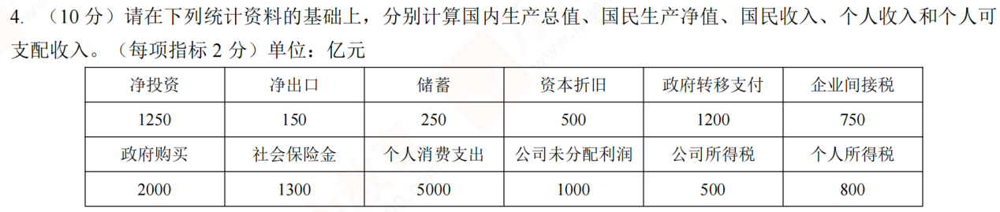 4. （10 分）请在下列统计资料的基础上，分别计算国内生产总值、国民生产净值、国民收入、个人收入和个人可
支配收入。（每项指标 2 分）单位：亿元
净投资 净出口 储蓄 资本折旧 政府转移支付 企业间接税
1250 150 250 500 1200 750
政府购买 社会保险金 个人消费支出 公司未分配利润 公司所得税 个人所得税
2000 1300 5000 1000 500 800